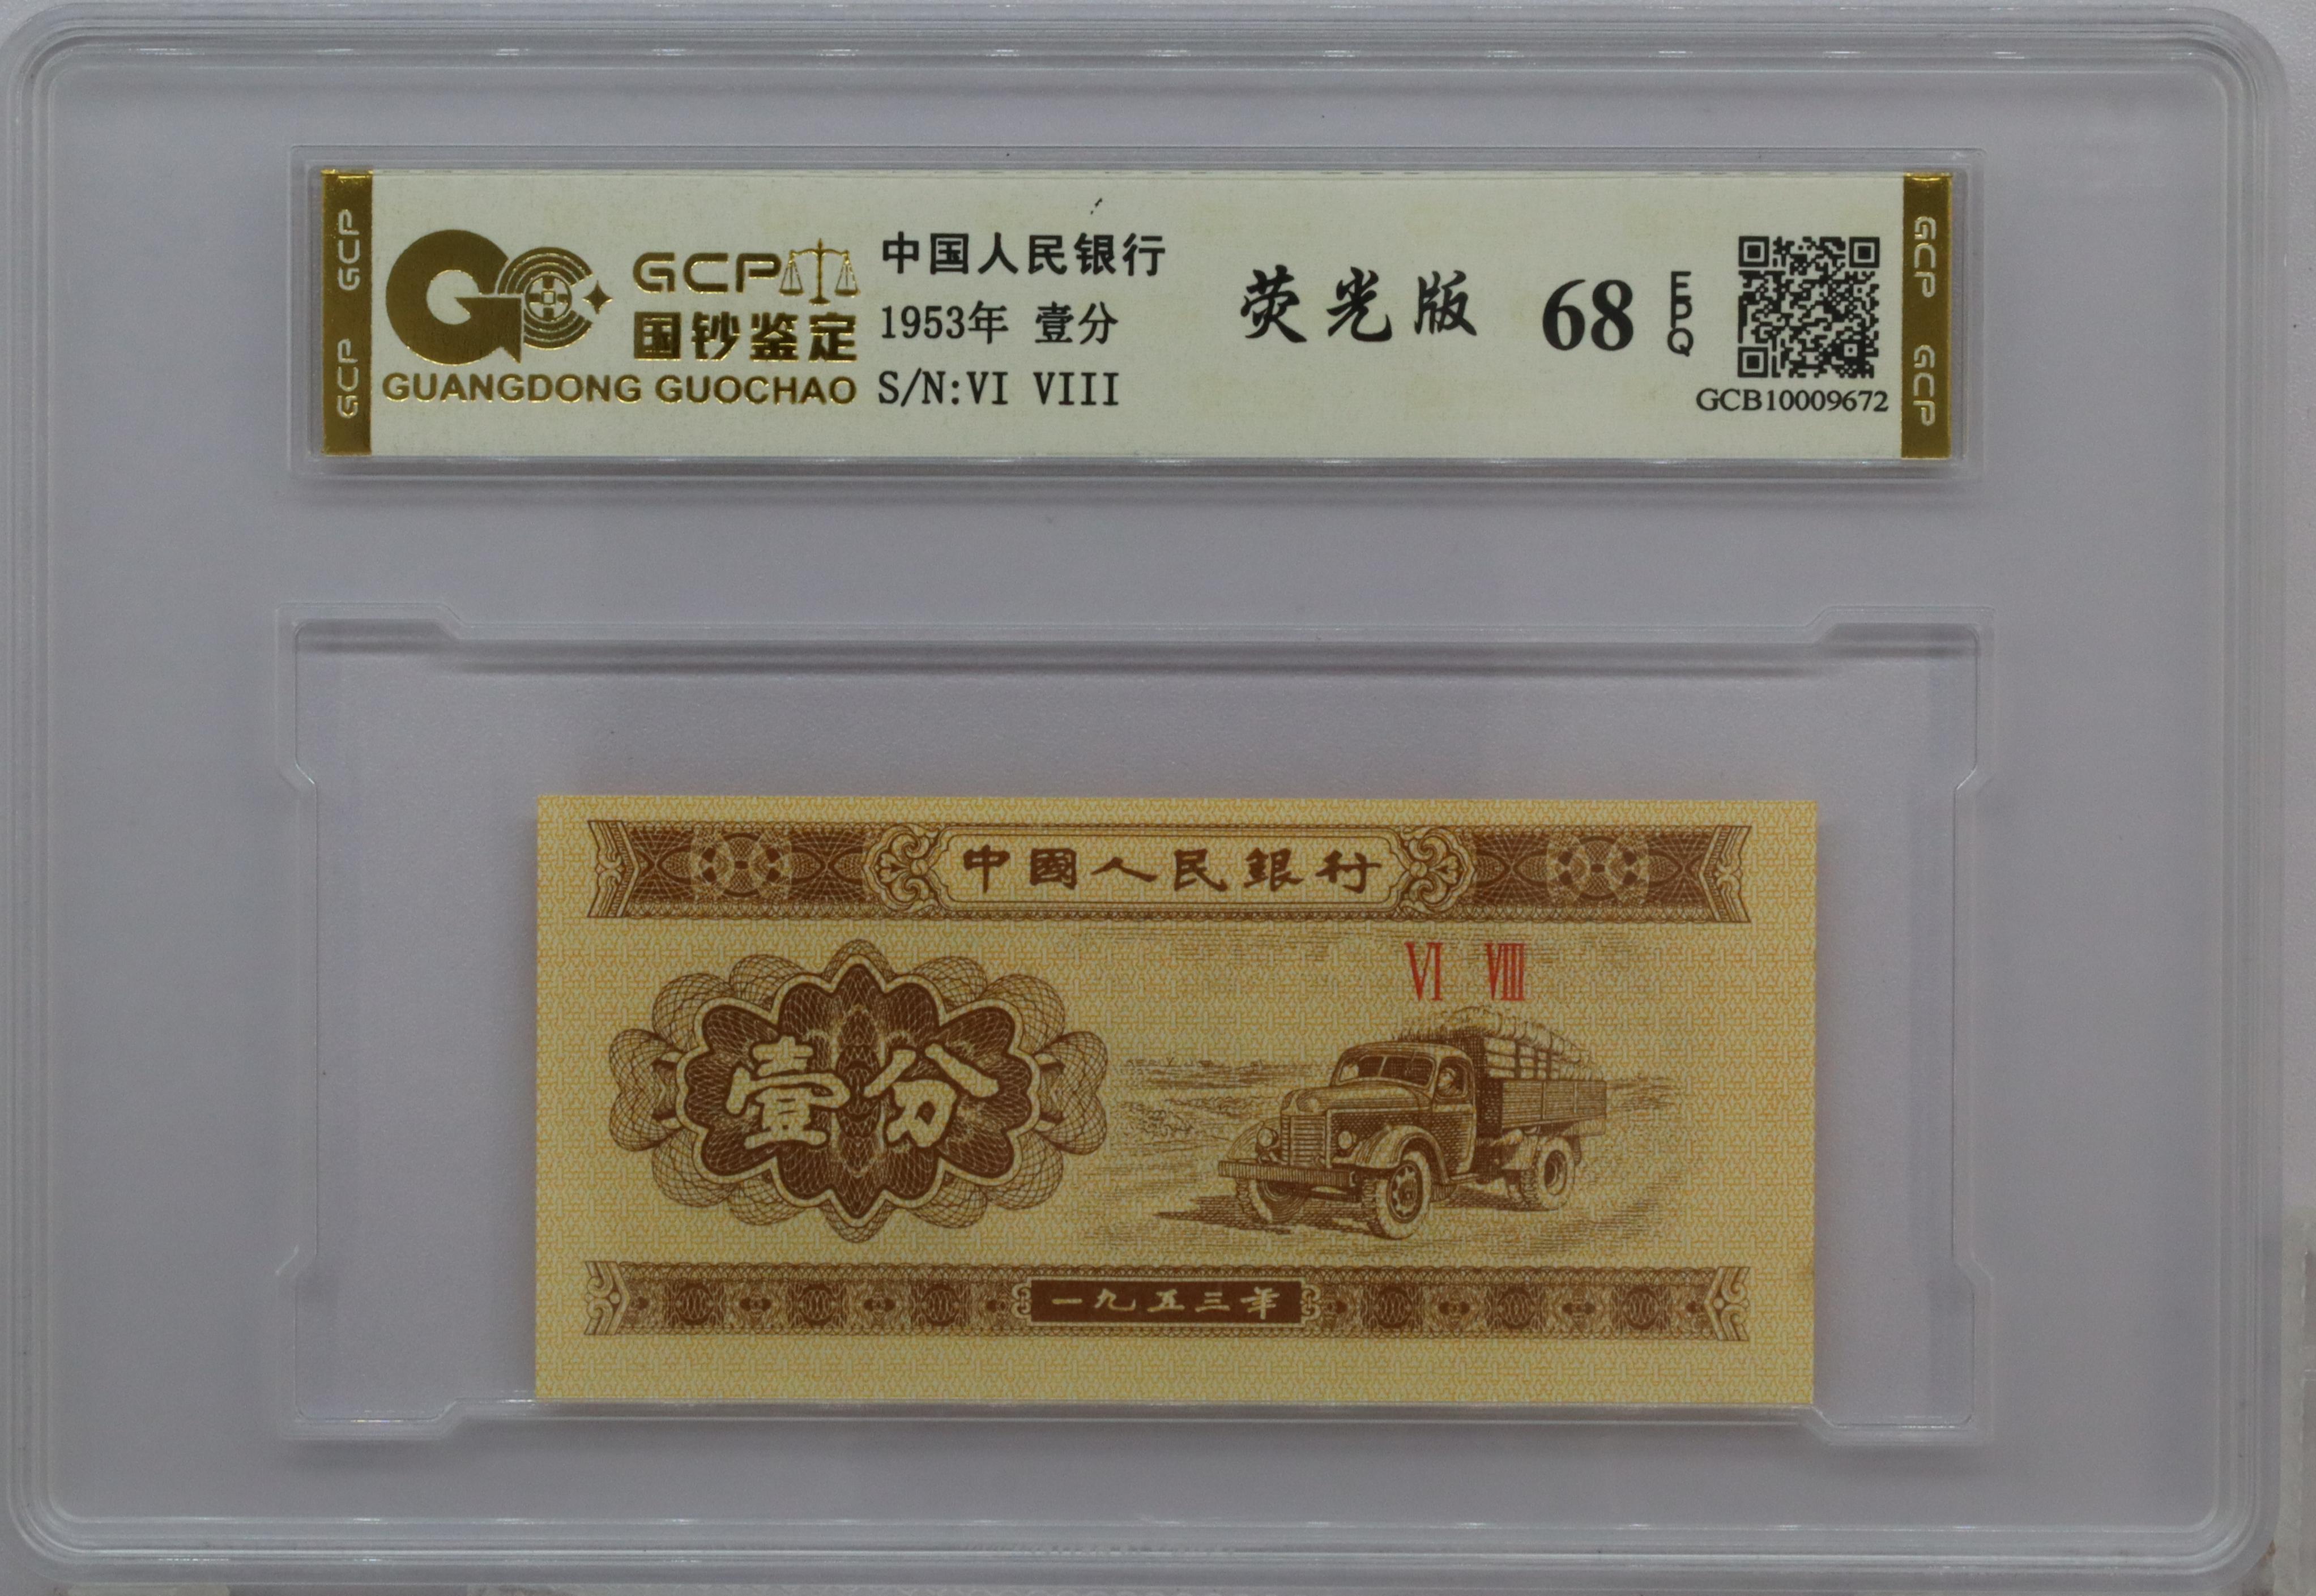 GCP GCP
GCP
国钞鉴定
GUANGDONG GUOCHAO
中国人民银行
1953年 壹分
S/N:VI VIII
荧光版
68
EPQ
GCB10009672
GCP GCP
中國人民銀行
VI VIII
壹分
一九五三年